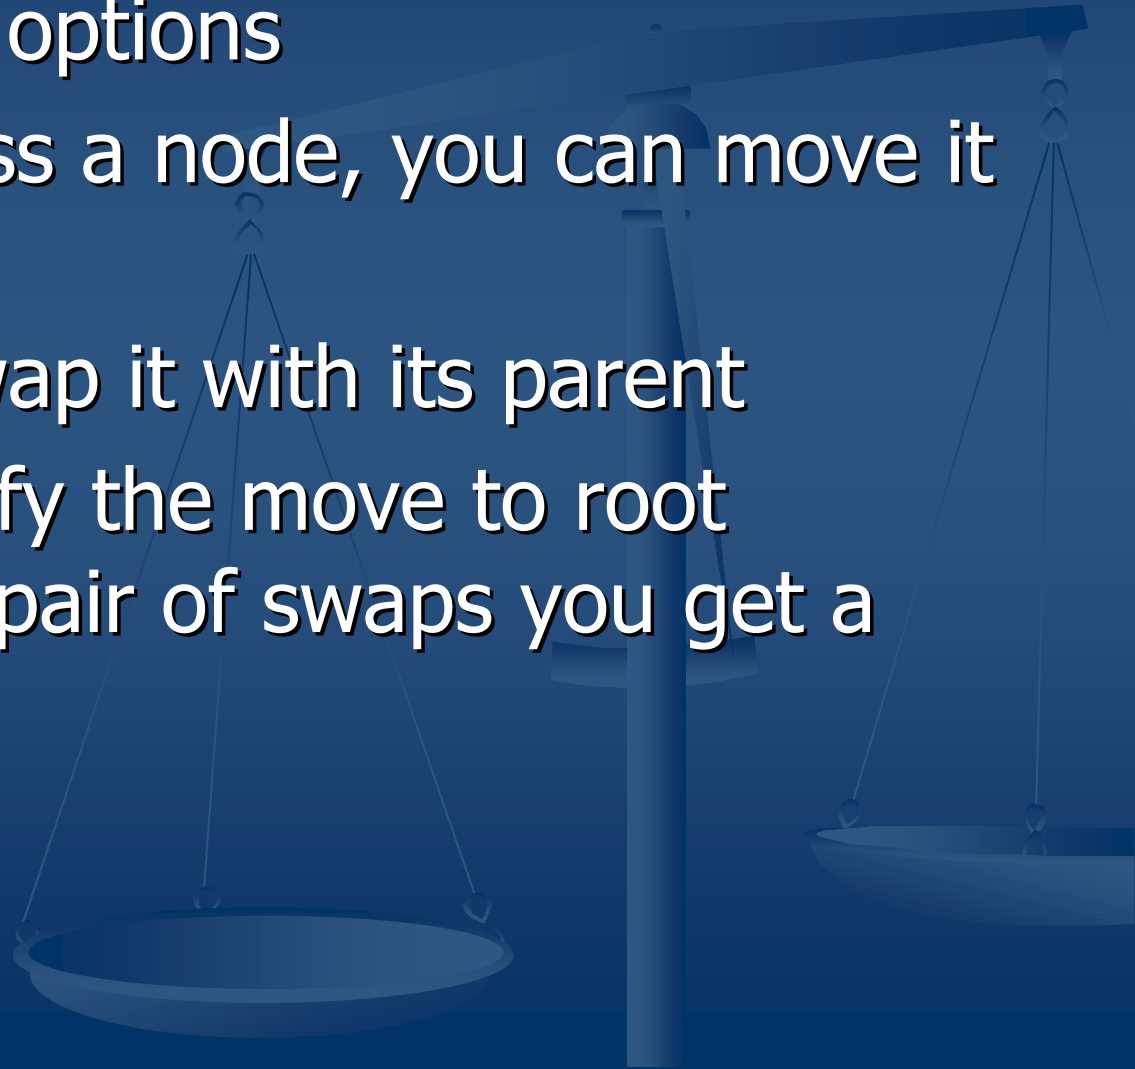 options
ss a node, you can move it
wap it with its parent
fy the move to root
pair of swaps you get a